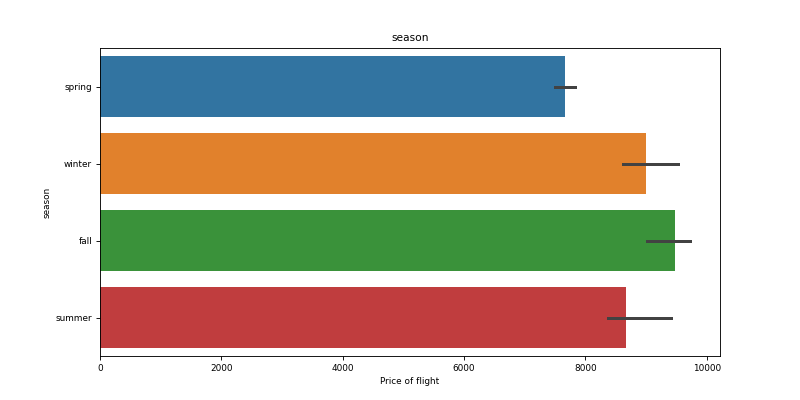 season
spring
winter
fall
summer
season
0 2000 4000 6000 8000 10000
Price of flight